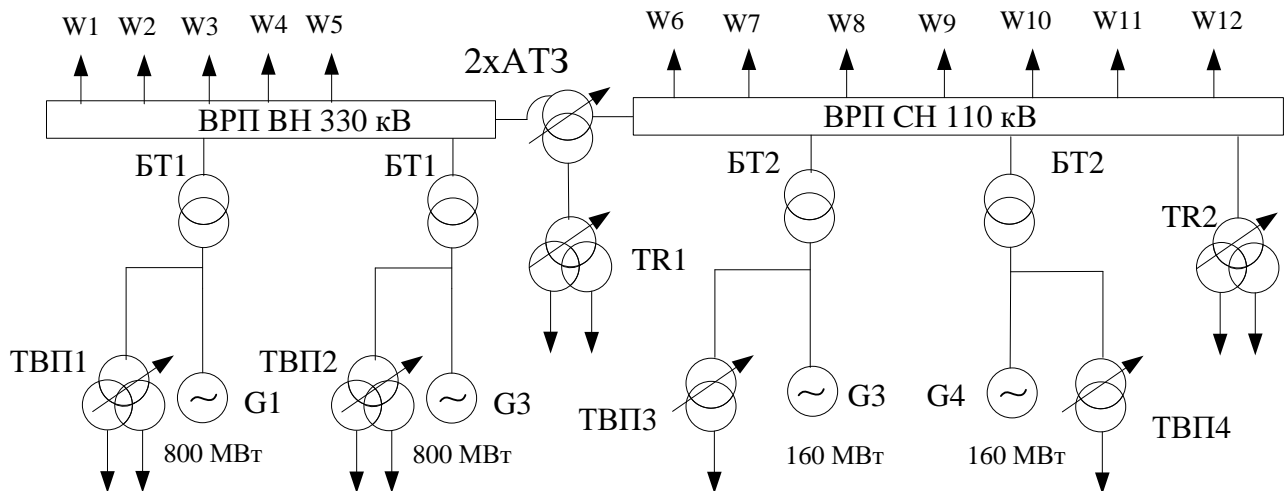 W1 W2 W3 W4 W5 W6 W7 W8 W9 W10 W11 W12
2хАТЗ
ВРП ВН 330 кВ ВРП СН 110 кВ
БТ1 БТ1 БТ2 БТ2
TR1 TR2
ТВП1 ТВП2 ТВП3 ТВП4
G1 G3 G3 G4
800 МВт 800 МВт 160 МВт 160 МВт